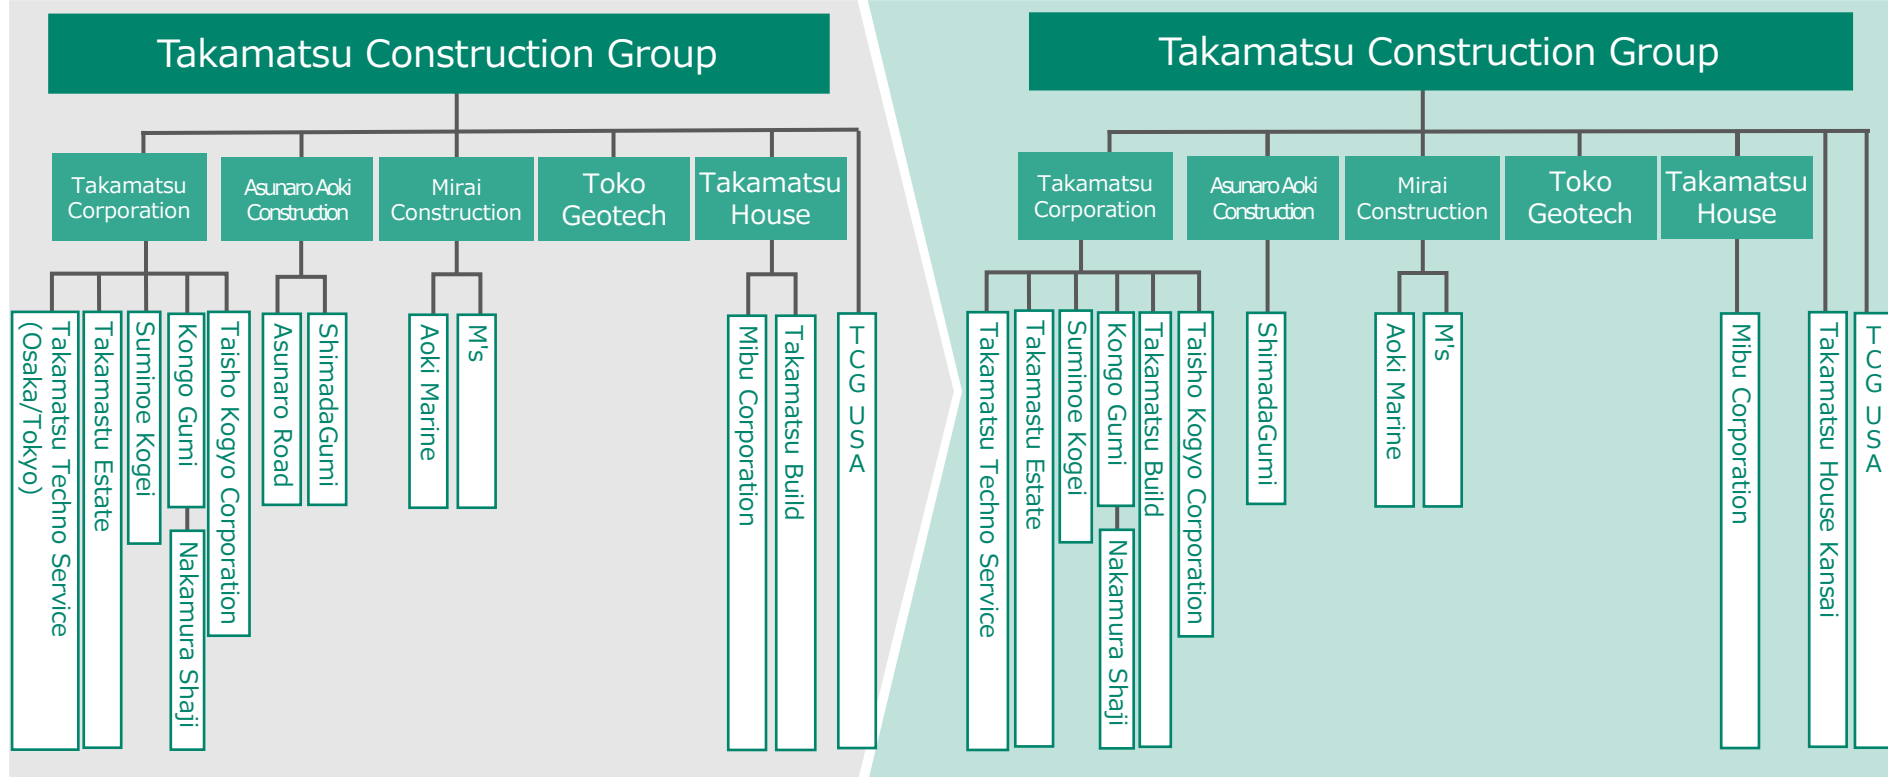 Takamatsu Construction Group
Takamatsu
Corporation
Asunaro Aoki
Construction
Mirai
Construction
Toko
Geotech
Takamatsu
House
Takamatsu Techno Service
(Osaka/Tokyo)
Takamastu Estate
Suminoe Kogei
Kongo Gumi
Nakamura Shaji
Taisho Kogyo Corporation
Asunaro Road
ShimadaGumi
Aoki Marine
M's
Mibu Corporation
Takamatsu Build
TCG USA
Takamatsu Construction Group
Takamatsu
Corporation
Asunaro Aoki
Construction
Mirai
Construction
Toko
Geotech
Takamatsu
House
Takamatsu Techno Service
Takamastu Estate
Suminoe Kogei
Kongo Gumi
Nakamura Shaji
Takamatsu Build
Taisho Kogyo Corporation
ShimadaGumi
Aoki Marine
M's
Mibu Corporation
Takamatsu House Kansai
TCG USA